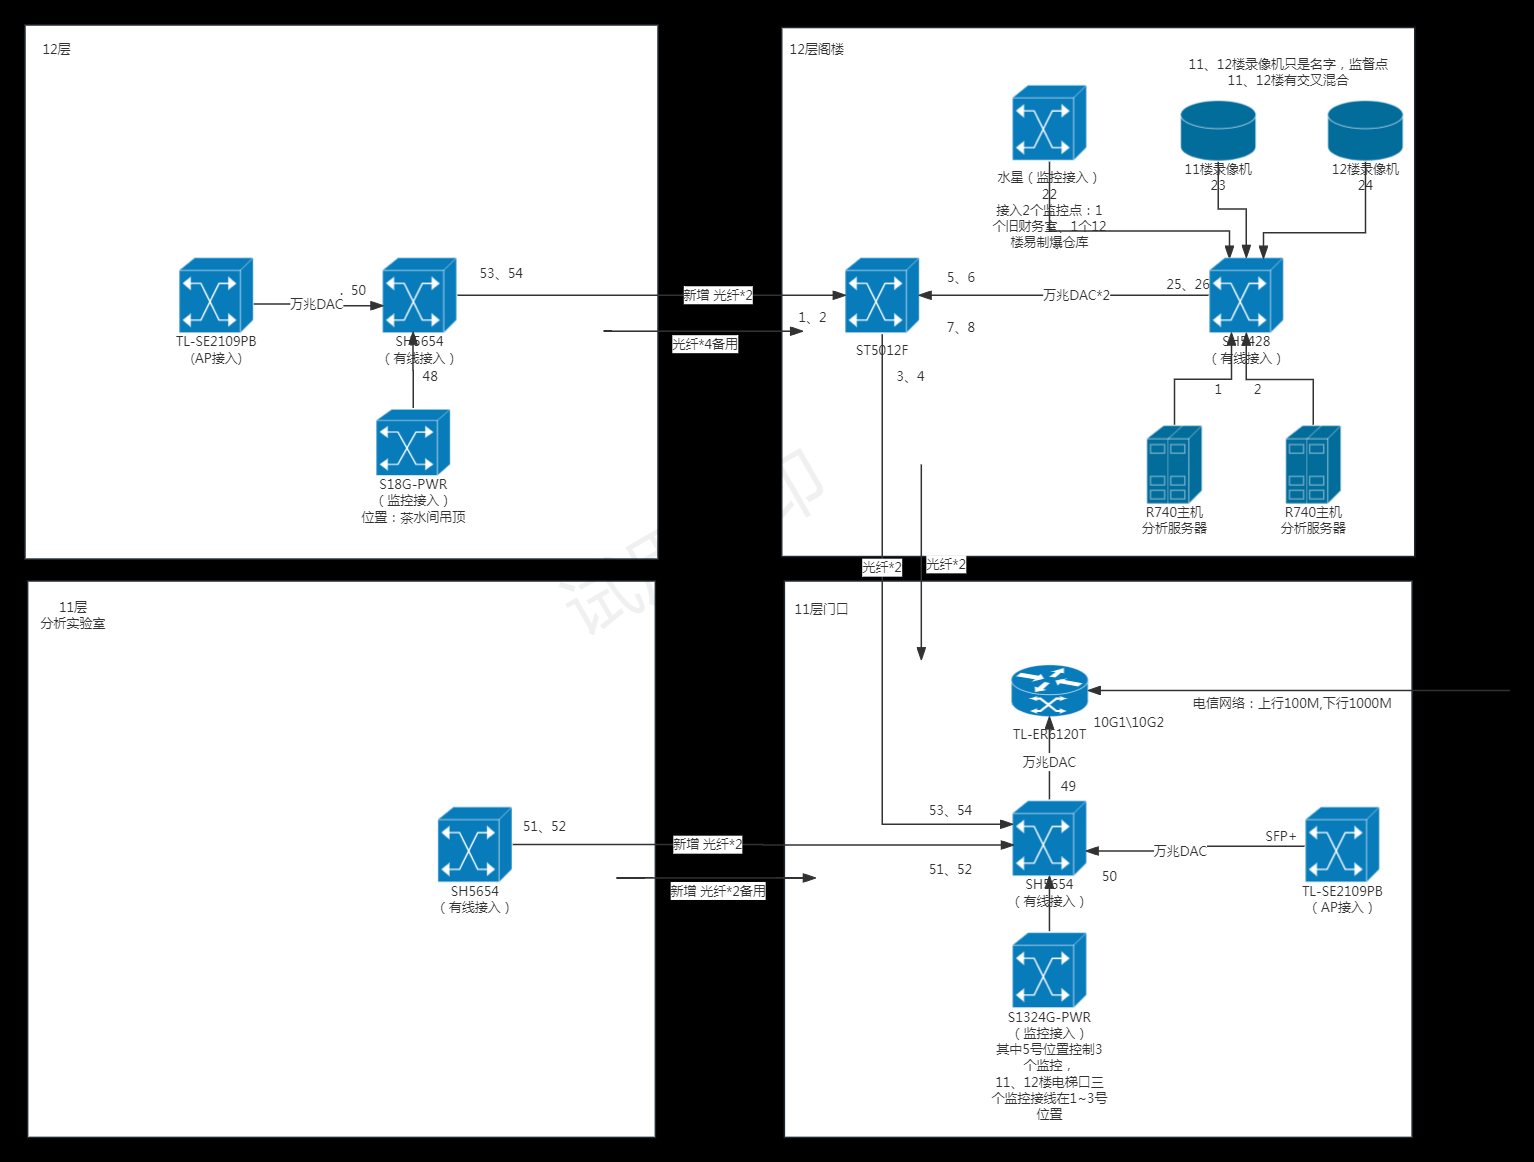 12层
万兆DAC
50
53、54
TL-SE2109PB
(AP接入)
SH5654
（有线接入）
48
S18G-PWR
（监控接入）
位置：茶水间吊顶
新增 光纤*2
光纤*4备用
12层阁楼
11、12楼录像机只是名字，监督点
11、12楼有交叉混合
水星（监控接入）
22
接入2个监控点：1
个旧财务室、1个12
楼易制爆仓库
11楼录像机
23
12楼录像机
24
1、2
ST5012F
5、6
7、8
3、4
万兆DAC*2
25、26
SH5428
（有线接入）
1
2
R740主机
分析服务器
R740主机
分析服务器
光纤*2
光纤*2
试用水印
11层
分析实验室
51、52
SH5654
（有线接入）
新增 光纤*2
新增 光纤*2备用
11层门口
电信网络：上行100M,下行1000M
10G1\10G2
TL-ER6120T
万兆DAC
49
53、54
51、52
SH5654
（有线接入）
50
万兆DAC
SFP+
TL-SE2109PB
（AP接入）
S1324G-PWR
（监控接入）
其中5号位置控制3
个监控，
11、12楼电梯口三
个监控接线在1~3号
位置